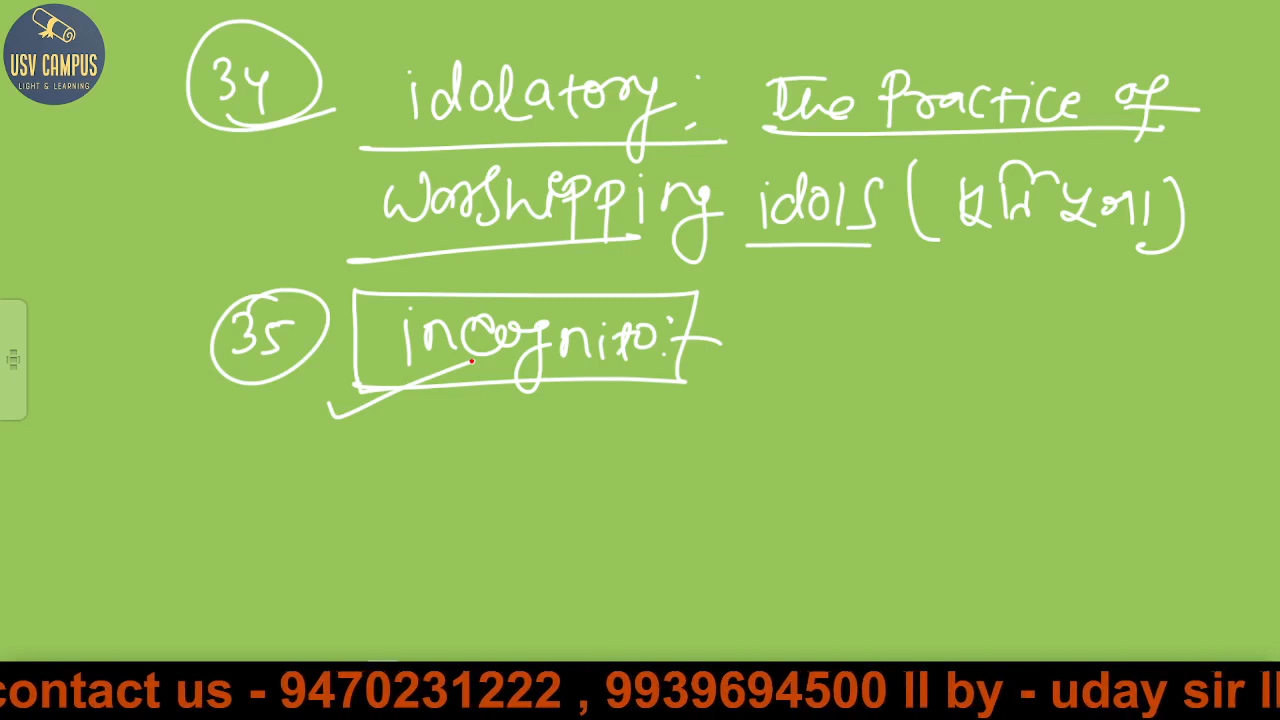 USV CAMPUS
LIGHT & LEARNING
34 idolatory: The Practice of
worshipping idols (
35 incognito:-
contact us - 9470231222 , 9939694500 ll by - uday sir ll